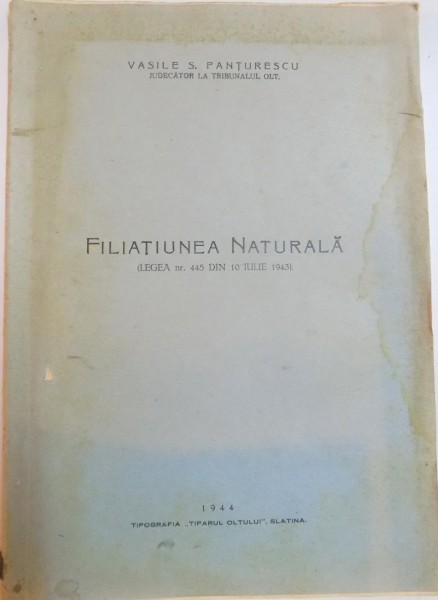 VASILE S. PANȚURESCU
JUDECĂTOR LA TRIBUNALUL OLT.
FILIAȚIUNEA NATURALĂ
(LEGEA nr. 445 DIN 10 IULIE 1943).
1944
TIPOGRAFIA „TIPARUL OLTULUI", SLATINA.